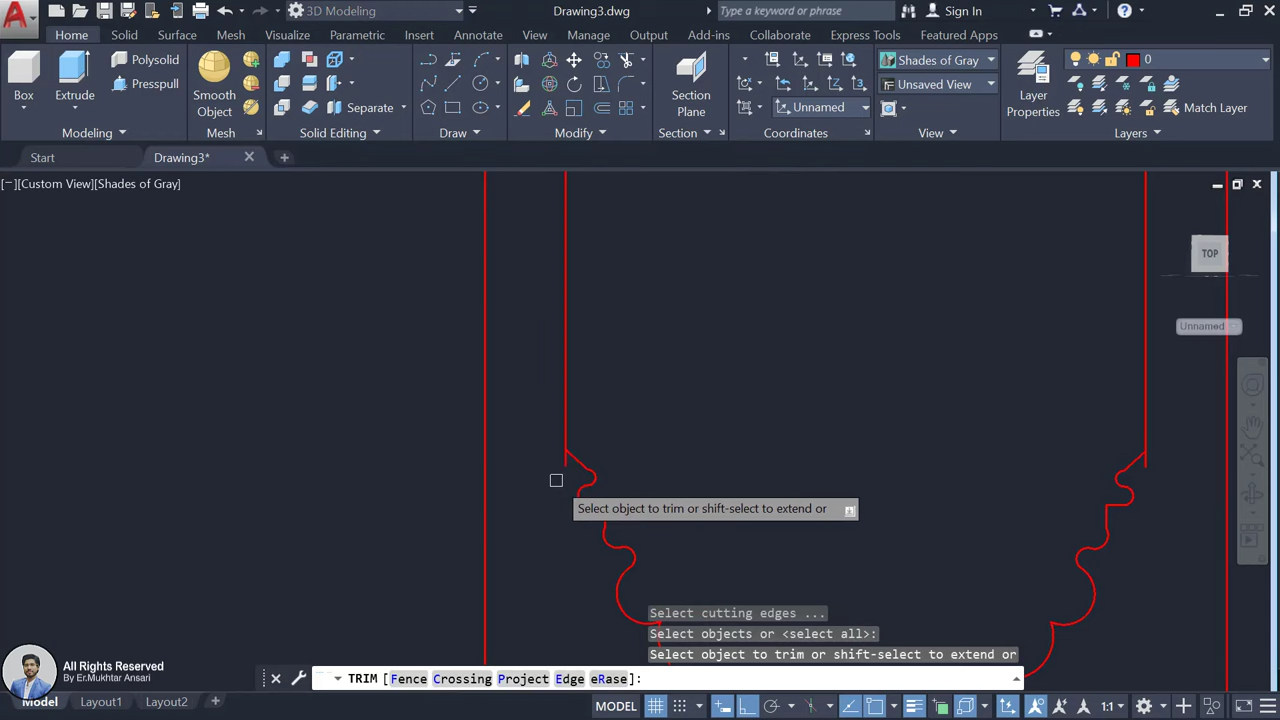 3D Modeling
Drawing3.dwg
Type a keyword or phrase
Sign In
Home
Solid
Surface
Mesh
Visualize
Parametric
Insert
Annotate
View
Manage
Output
Add-ins
Collaborate
Express Tools
Featured Apps
Polysolid
Presspull
Box
Extrude
Smooth
Object
Separate
Section
Plane
Unnamed
Shades of Gray
Unsaved View
Layer
Properties
0
Match Layer
Modeling
Mesh
Solid Editing
Draw
Modify
Section
Coordinates
View
Layers
Start
Drawing3*
[−][Custom View][Shades of Gray]
TOP
Unnamed
Select object to trim or shift-select to extend or
Select cutting edges ...
Select objects or <select all>:
Select object to trim or shift-select to extend or
TRIM [Fence Crossing Project Edge eRase]:
All Rights Reserved
By Er.Mukhtar Ansari
Model
Layout1
Layout2
MODEL
1:1